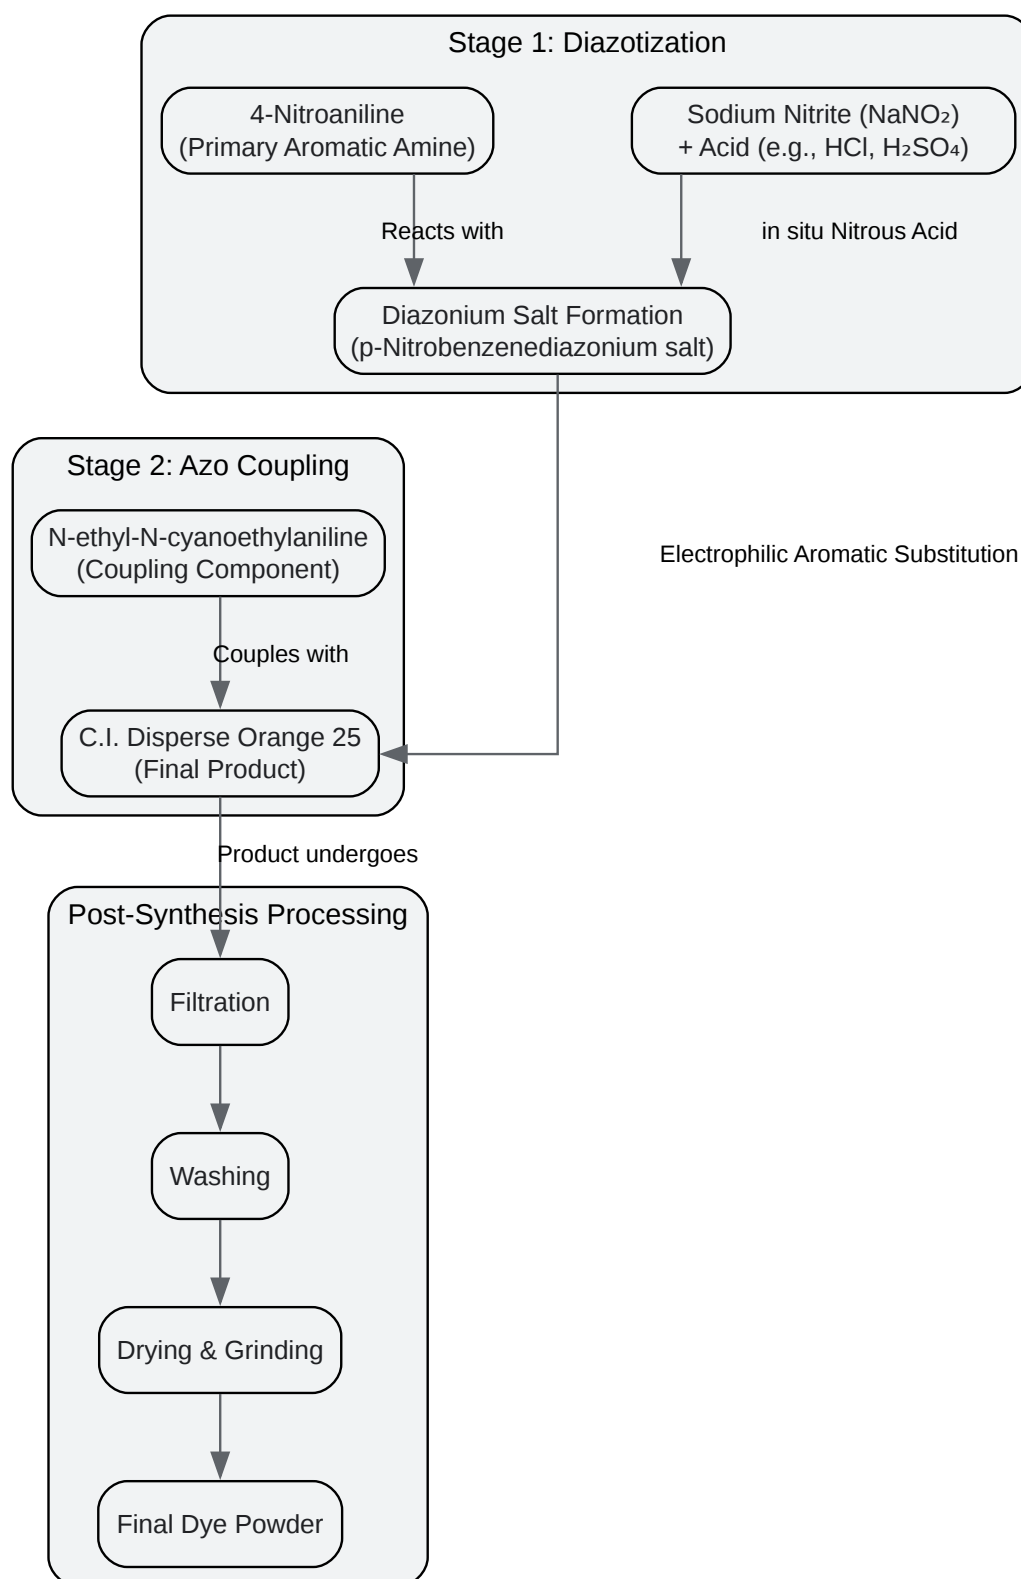 Stage 1: Diazotization
4-Nitroaniline
(Primary Aromatic Amine)
Sodium Nitrite (NaNO₂)
+ Acid (e.g., HCl, H₂SO₄)
Reacts with
in situ Nitrous Acid
Diazonium Salt Formation
(p-Nitrobenzenediazonium salt)
Stage 2: Azo Coupling
N-ethyl-N-cyanoethylaniline
(Coupling Component)
Electrophilic Aromatic Substitution
Couples with
C.I. Disperse Orange 25
(Final Product)
Product undergoes
Post-Synthesis Processing
Filtration
Washing
Drying & Grinding
Final Dye Powder